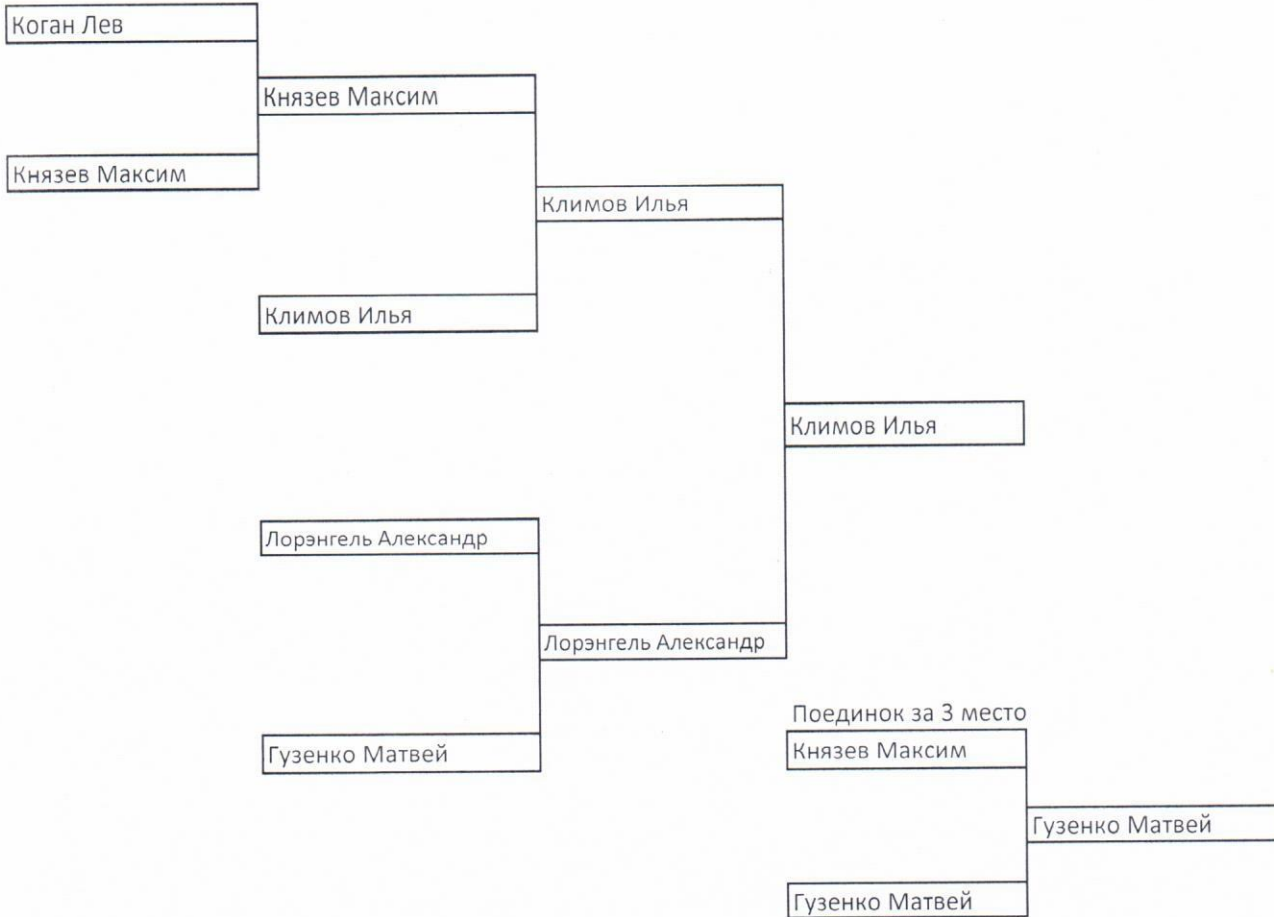 Коган Лев
Князев Максим
Князев Максим
Климов Илья
Климов Илья
Климов Илья
Лорэнгель Александр
Лорэнгель Александр
Гузенко Матвей
Поединок за 3 место
Князев Максим
Гузенко Матвей
Гузенко Матвей